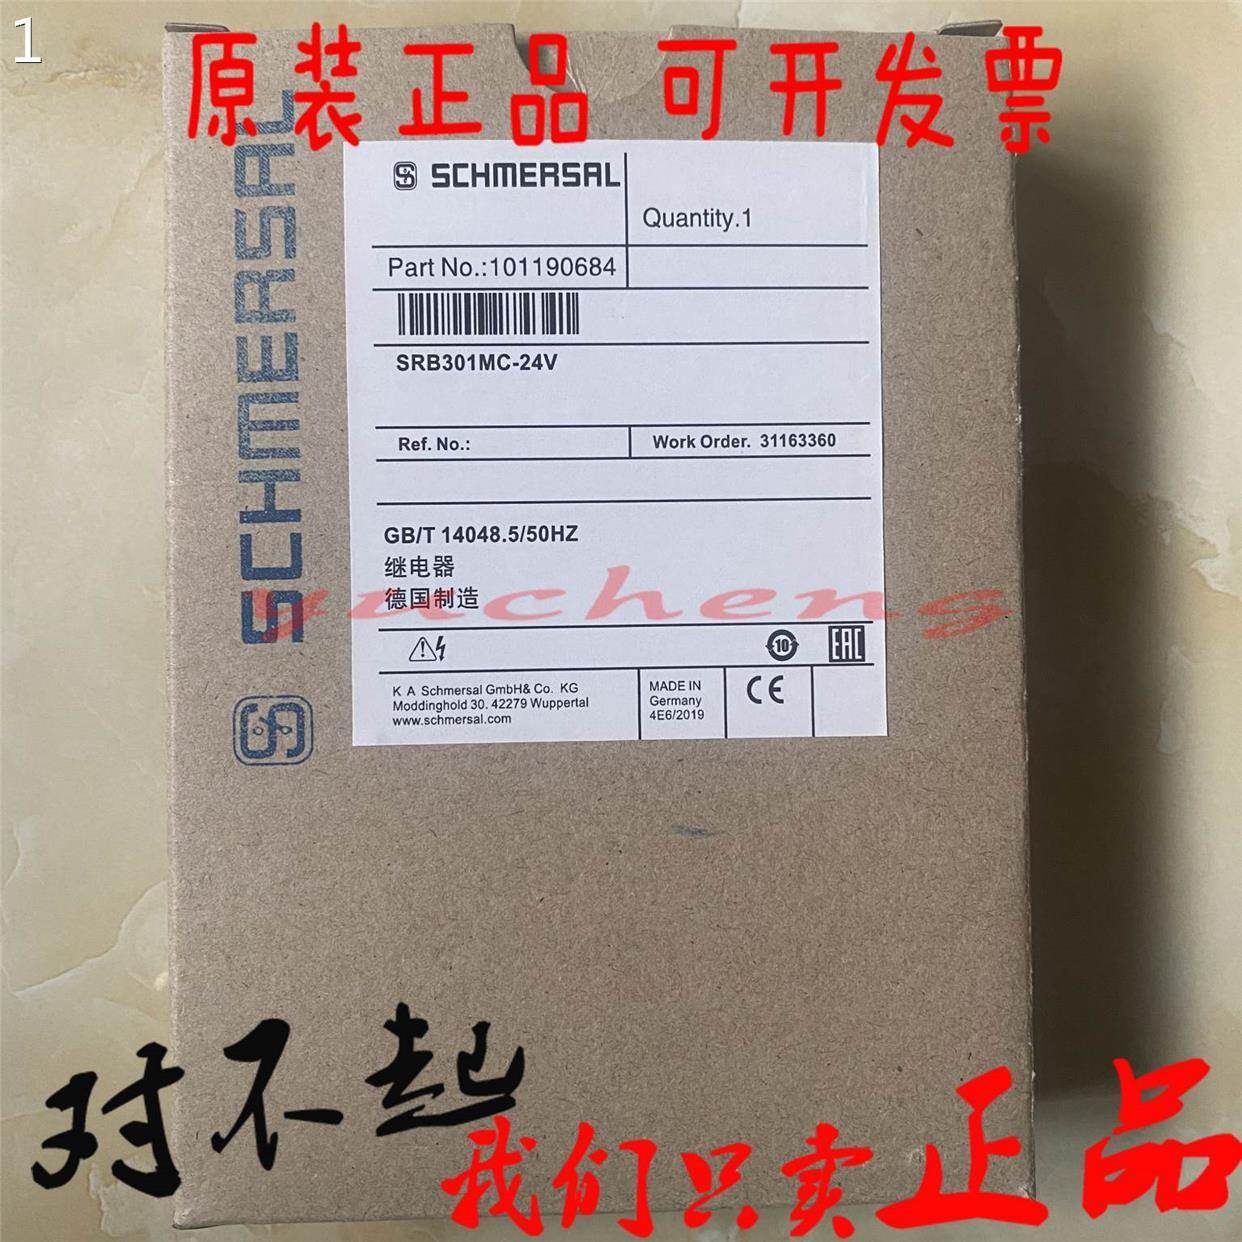 1
原装正品 可开发票
SCHMERSAL
SCHMERSAL
Quantity.1
Part No.:101190684
SRB301MC-24V
Ref. No.:
Work Order. 31163360
GB/T 14048.5/50HZ
继电器
德国制造
yucheng
10
EAC
K A Schmersal GmbH& Co. KG
Moddinghold 30. 42279 Wuppertal
www.schmersal.com
MADE IN
Germany
4E6/2019
CE
对不起
我们只卖正品